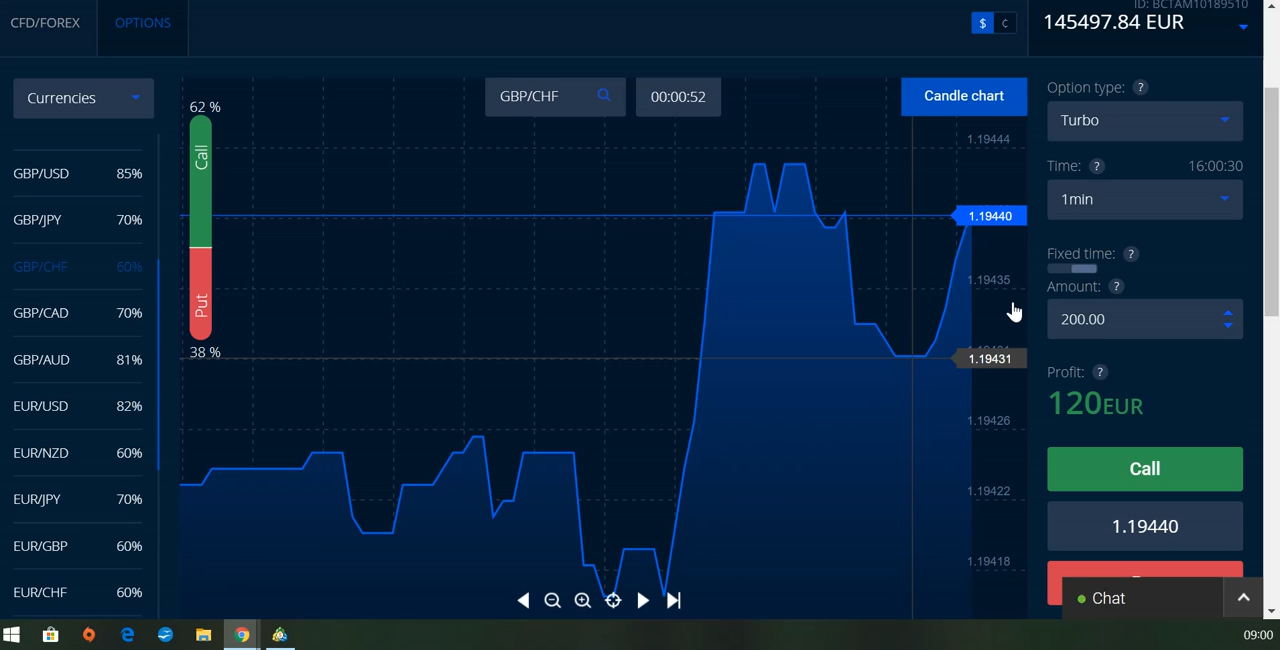 ID: BCTAM10189510
CFD/FOREX
OPTIONS
$ ¢
145497.84 EUR
Currencies
GBP/USD 85%
GBP/JPY 70%
GBP/CHF 60%
GBP/CAD 70%
GBP/AUD 81%
EUR/USD 82%
EUR/NZD 60%
EUR/JPY 70%
EUR/GBP 60%
EUR/CHF 60%
62 %
Call
Put
38 %
GBP/CHF
00:00:52
Candle chart
1.19444
1.19440
1.19435
1.19431
1.19431
1.19426
1.19422
1.19418
Option type: ?
Turbo
Time: ? 16:00:30
1min
Fixed time: ?
Amount: ?
200.00
Profit: ?
120EUR
Call
1.19440
Chat
09:00